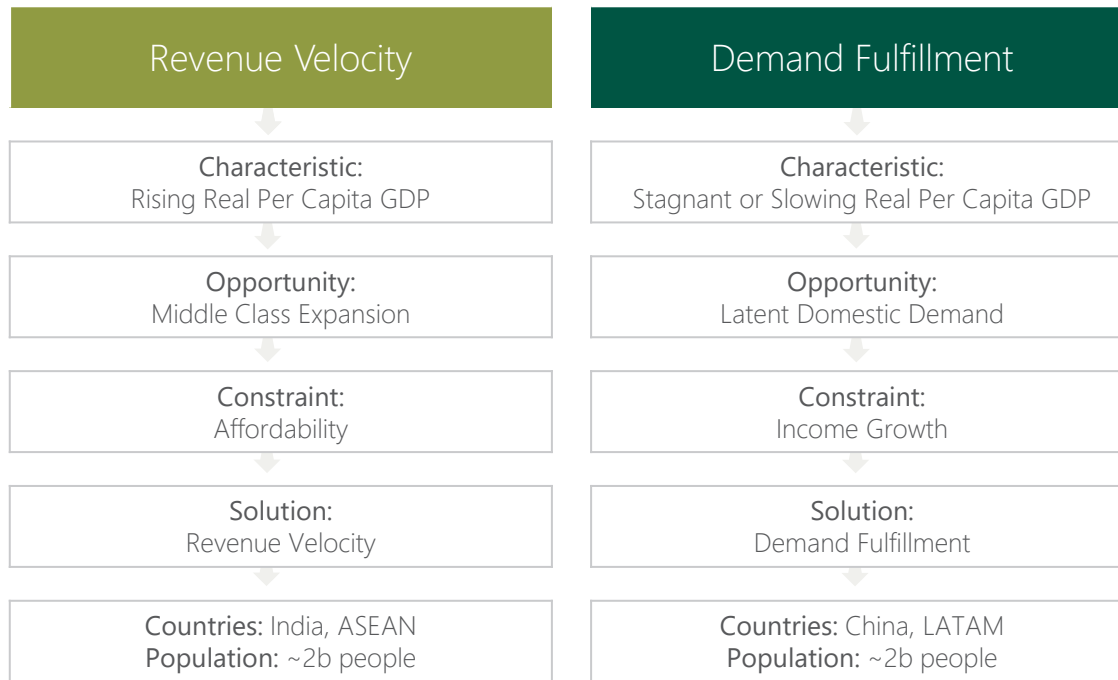 Revenue Velocity
Characteristic:
Rising Real Per Capita GDP
Opportunity:
Middle Class Expansion
Constraint:
Affordability
Solution:
Revenue Velocity
Countries: India, ASEAN
Population: ~2b people
Demand Fulfillment
Characteristic:
Stagnant or Slowing Real Per Capita GDP
Opportunity:
Latent Domestic Demand
Constraint:
Income Growth
Solution:
Demand Fulfillment
Countries: China, LATAM
Population: ~2b people